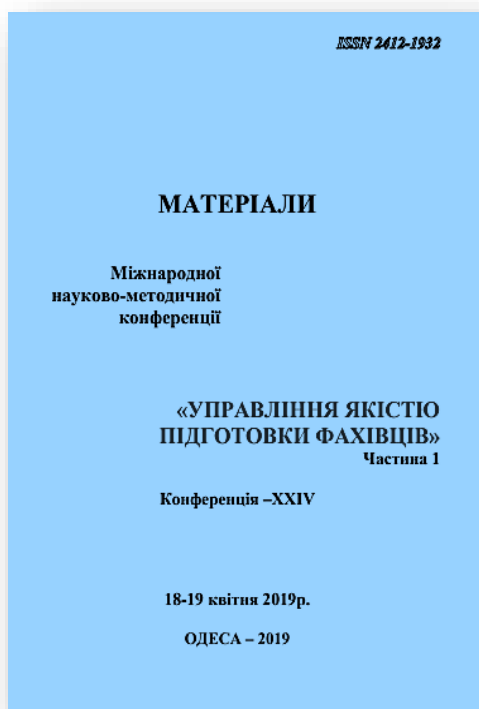 ISSN 2412-1932
МАТЕРІАЛИ
Міжнародної
науково-методичної
конференції
«УПРАВЛІННЯ ЯКІСТЮ
ПІДГОТОВКИ ФАХІВЦІВ»
Частина 1
Конференція –XXIV
18-19 квітня 2019р.
ОДЕСА – 2019